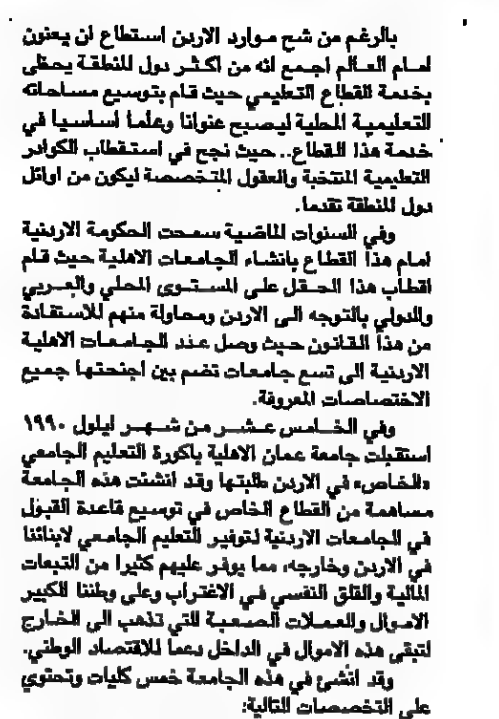 بالرغم من شح موارد الاردن استطاع ان يعنون
امام العالم اجمع انه من اكثر دول المنطقة يحظى
بخدمة القطاع التعليمي حيث قام بتوسيع مساحاته
التعليمية المحلية ليصبح عنوانا وعلما اساسيا في
خدمة هذا القطاع.. حيث نجح في استقطاب الكوادر
التعليمية المنتخبة والعقول المتخصصة ليكون من اوائل
دول المنطقة تقدما.
وفي السنوات الماضية سمحت الحكومة الاردنية
امام هذا القطاع بانشاء الجامعات الاهلية حيث قام
اقطاب هذا الحقل على المستوى المحلي والعربي
والدولي بالتوجه الى الاردن ومحاولة منهم للاستفادة
من هذا القانون حيث وصل عدد الجامعات الاهلية
الاردنية الى تسع جامعات تضم بين اجنحتها جميع
الاختصاصات المعروفة.
وفي الخامس عشر من شهر ايلول ١٩٩٠
استقبلت جامعة عمان الاهلية باكورة التعليم الجامعي
«الخاص» في الاردن طلبتها وقد انشئت هذه الجامعة
مساهمة من القطاع الخاص في توسيع قاعدة القبول
في الجامعات الاردنية لتوفير التعليم الجامعي لابنائنا
في الاردن وخارجه، مما يوفر عليهم كثيرا من التبعات
المالية والقلق النفسي في الاغتراب وعلى وطننا الكبير
الاموال والعملات الصعبة التي تذهب الى الخارج
لتبقى هذه الاموال في الداخل دعما للاقتصاد الوطني.
وقد انشئ في هذه الجامعة خمس كليات وتحتوي
على التخصصات التالية: